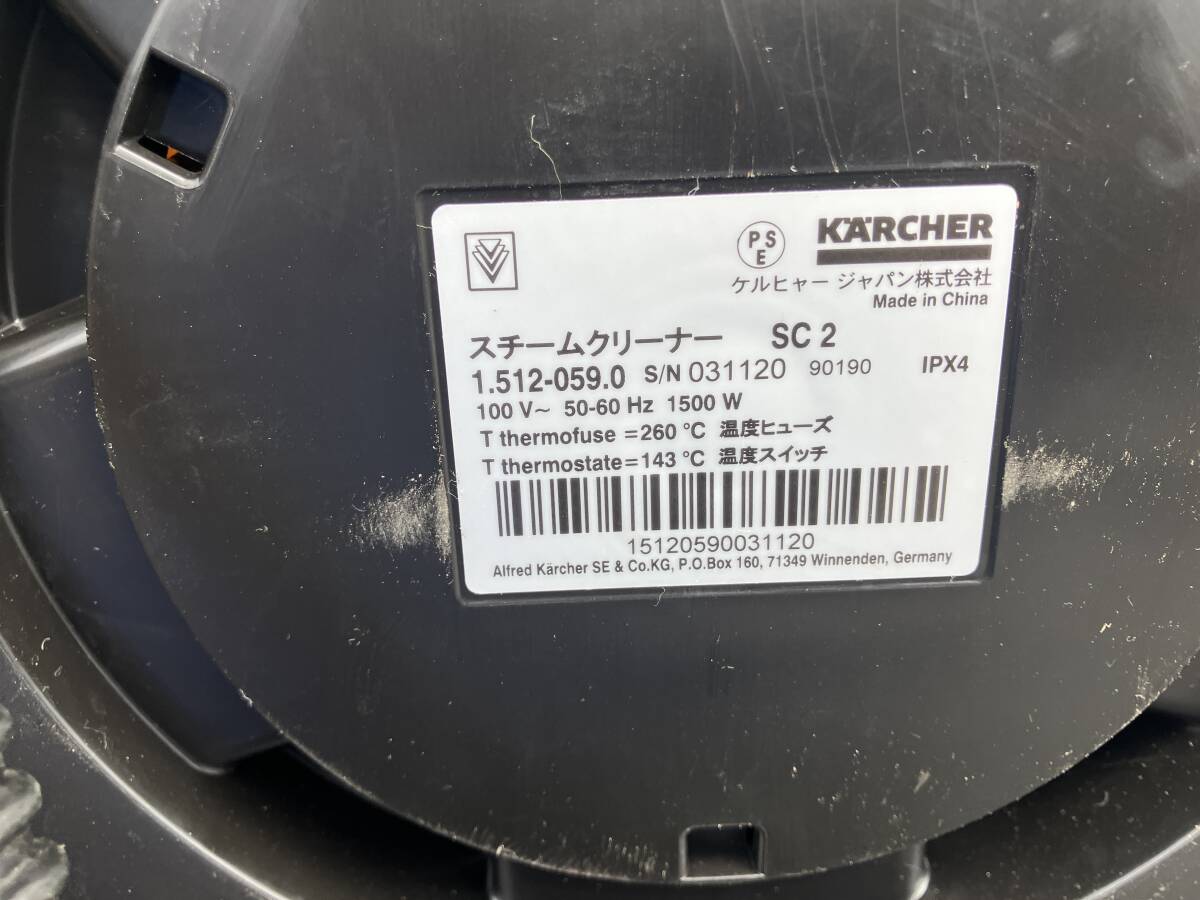 PSE KÄRCHER
ケルヒャー ジャパン株式会社
Made in China
スチームクリーナー SC 2
1.512-059.0 S/N 031120 90190 IPX4
100 V~ 50-60 Hz 1500 W
T thermofuse =260 °C 温度ヒューズ
T thermostate=143 °C 温度スイッチ
15120590031120
Alfred Kärcher SE & Co.KG, P.O.Box 160, 71349 Winnenden, Germany